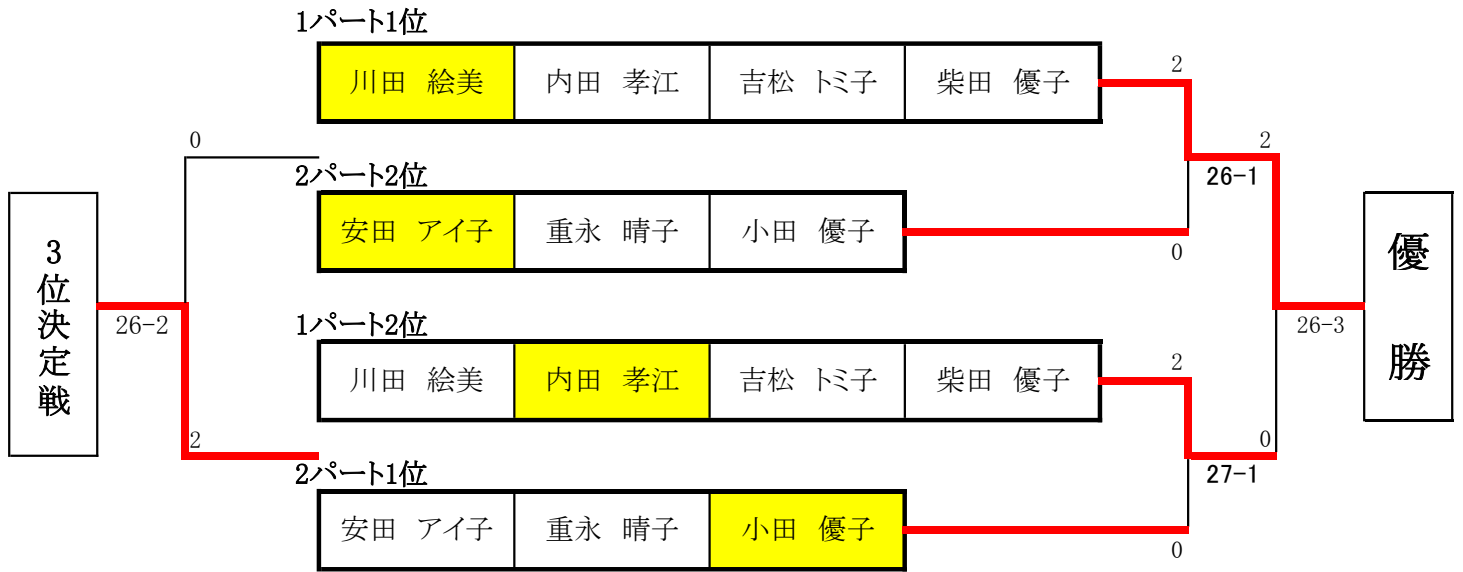 1パート1位
川田 絵美 内田 孝江 吉松 トミ子 柴田 優子
2
0
2
2パート2位
26-1
安田 アイ子 重永 晴子 小田 優子
0
3位決定戦
26-2
優勝
26-3
1パート2位
川田 絵美 内田 孝江 吉松 トミ子 柴田 優子
2
2
0
2パート1位
27-1
安田 アイ子 重永 晴子 小田 優子
0